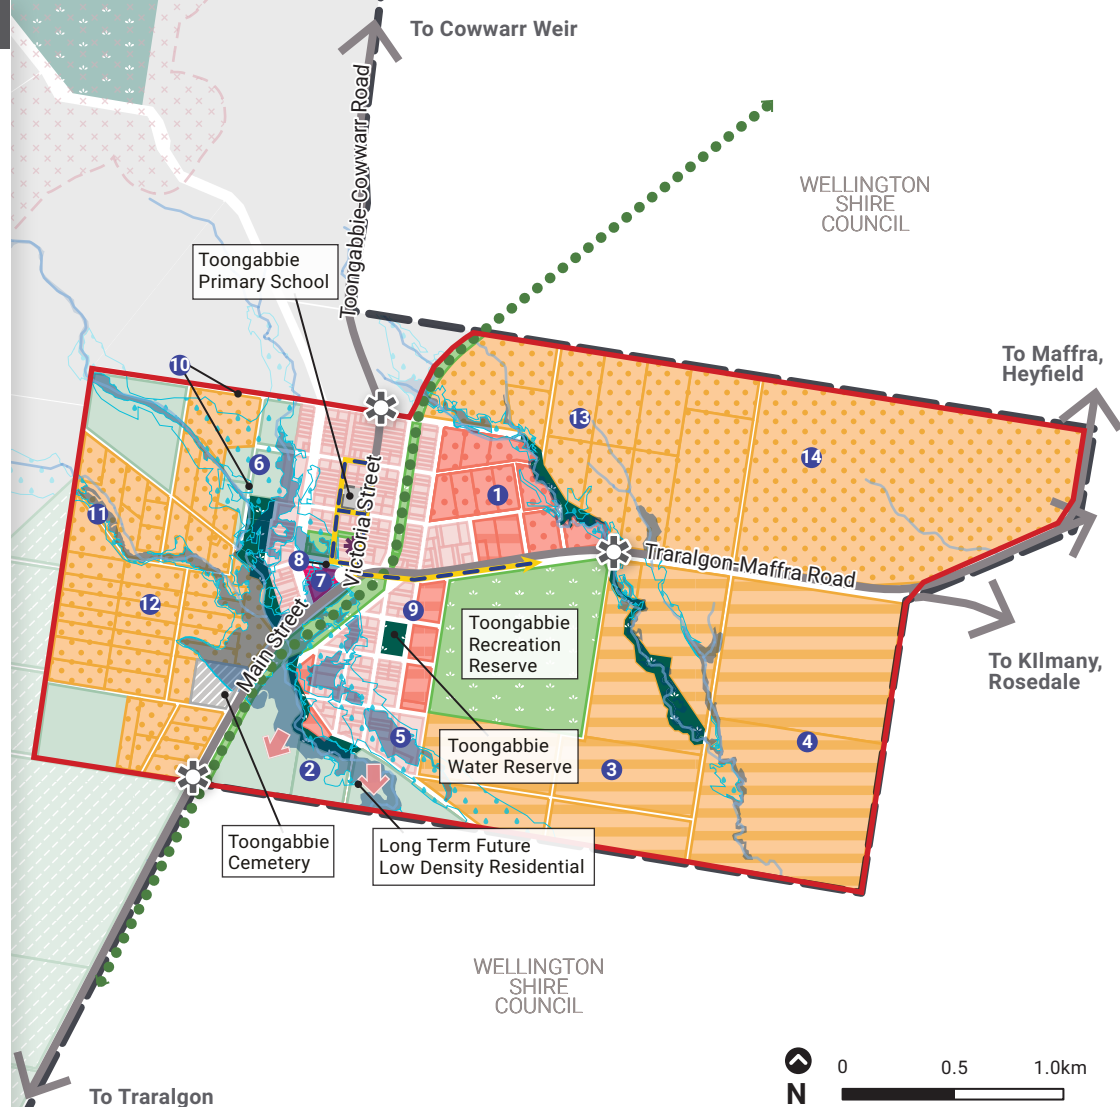 To Cowwarr Weir
Toongabbie-Cowwarr Road
WELLINGTON
SHIRE
COUNCIL
Toongabbie
Primary School
To Maffra,
Heyfield
10
13
14
6
1
11
Victoria Street
8
7
Traralgon-Maffra Road
12
9
Main Street
Toongabbie
Recreation
Reserve
To KIlmany,
Rosedale
5
4
Toongabbie
Water Reserve
2
3
Toongabbie
Cemetery
Long Term Future
Low Density Residential
WELLINGTON
SHIRE
COUNCIL
To Traralgon
N
0 0.5 1.0km